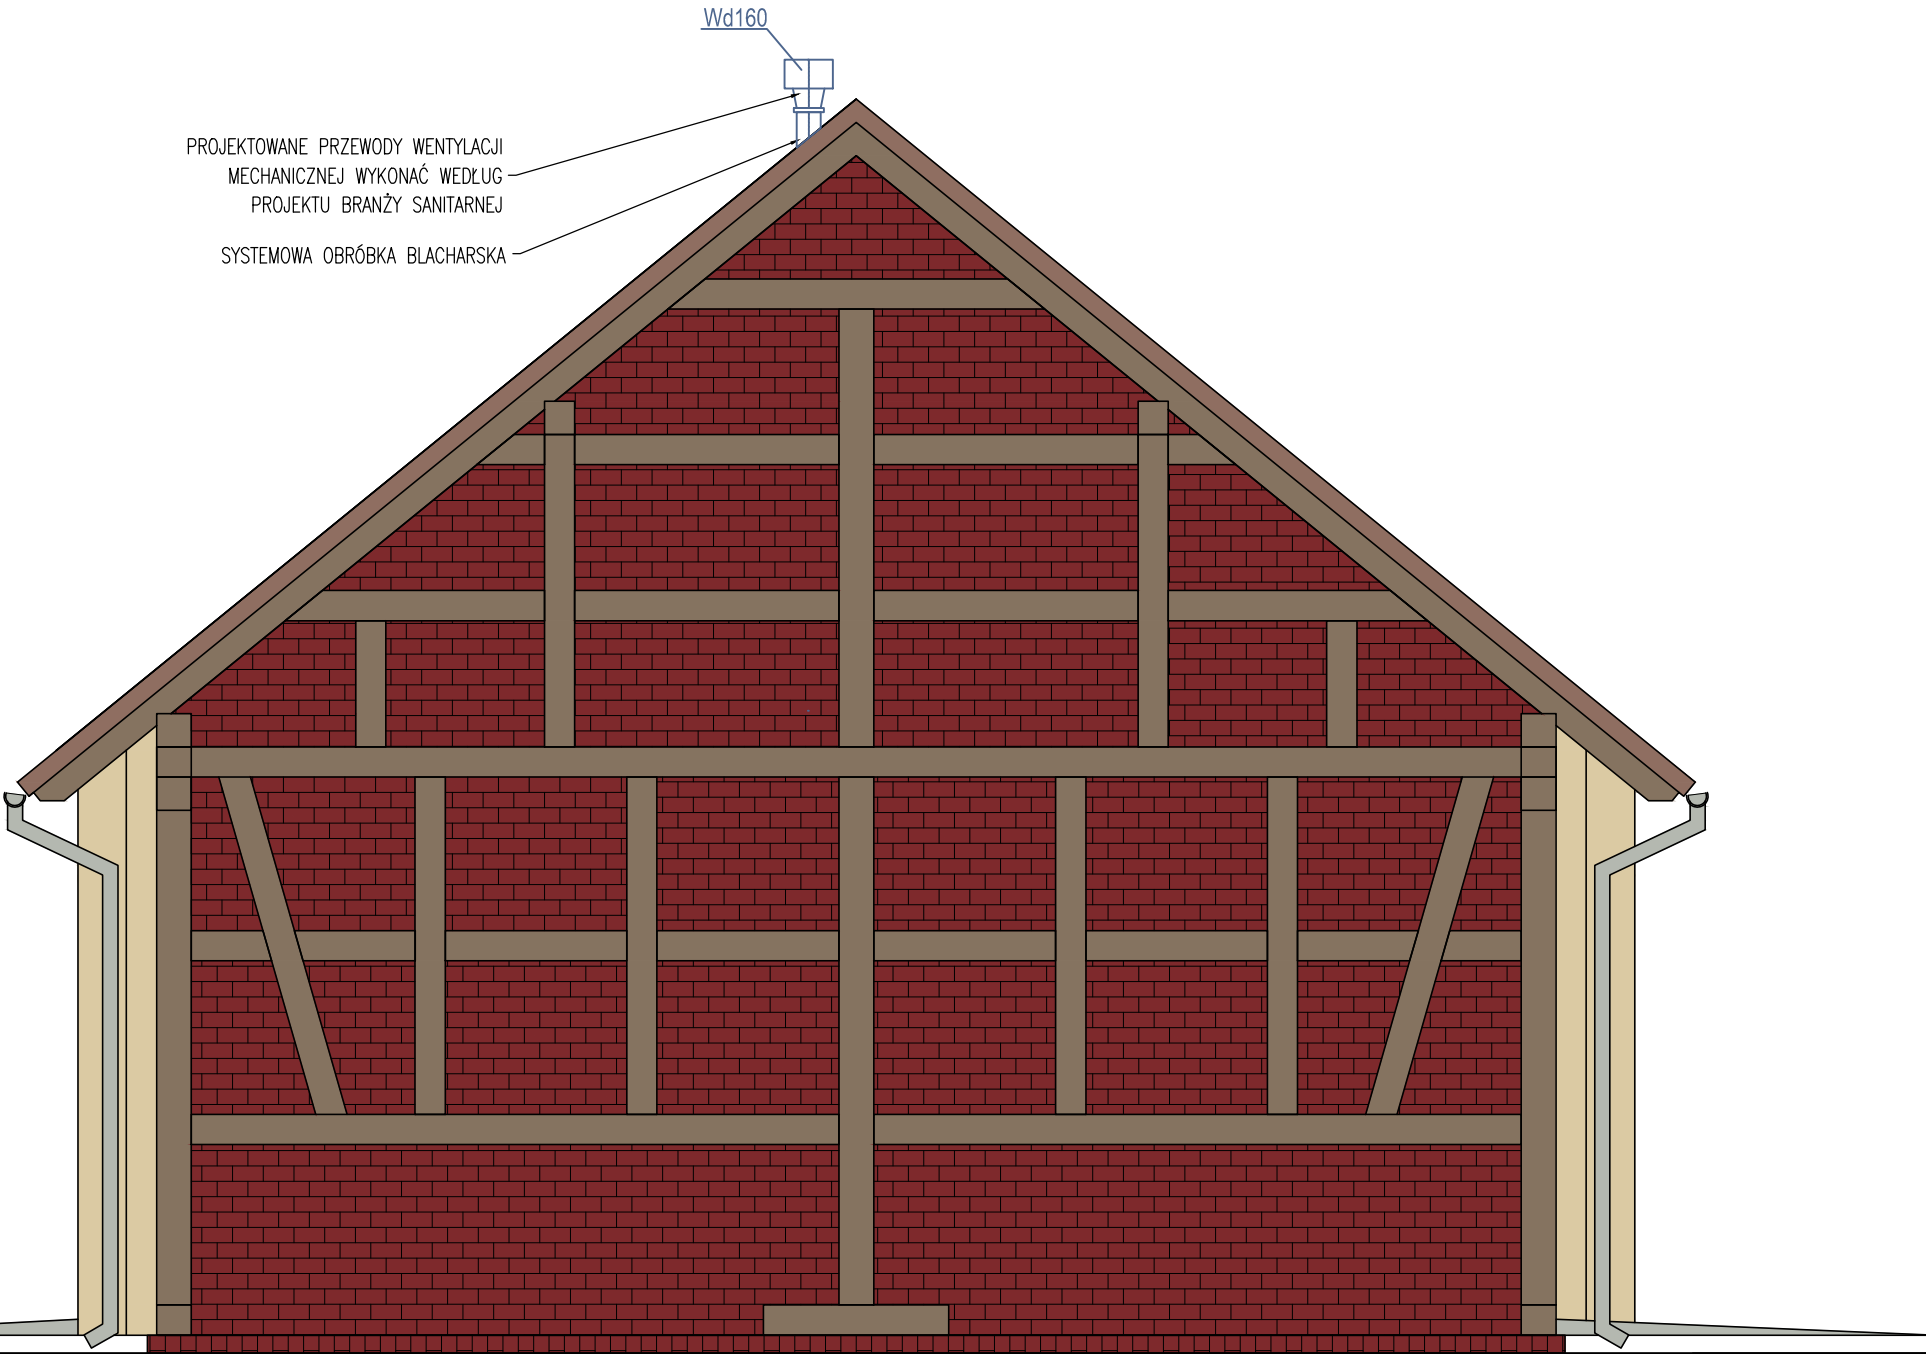 Wd160
PROJEKTOWANE PRZEWODY WENTYLACJI
MECHANICZNEJ WYKONAĆ WEDŁUG
PROJEKTU BRANŻY SANITARNEJ
SYSTEMOWA OBRÓBKA BLACHARSKA